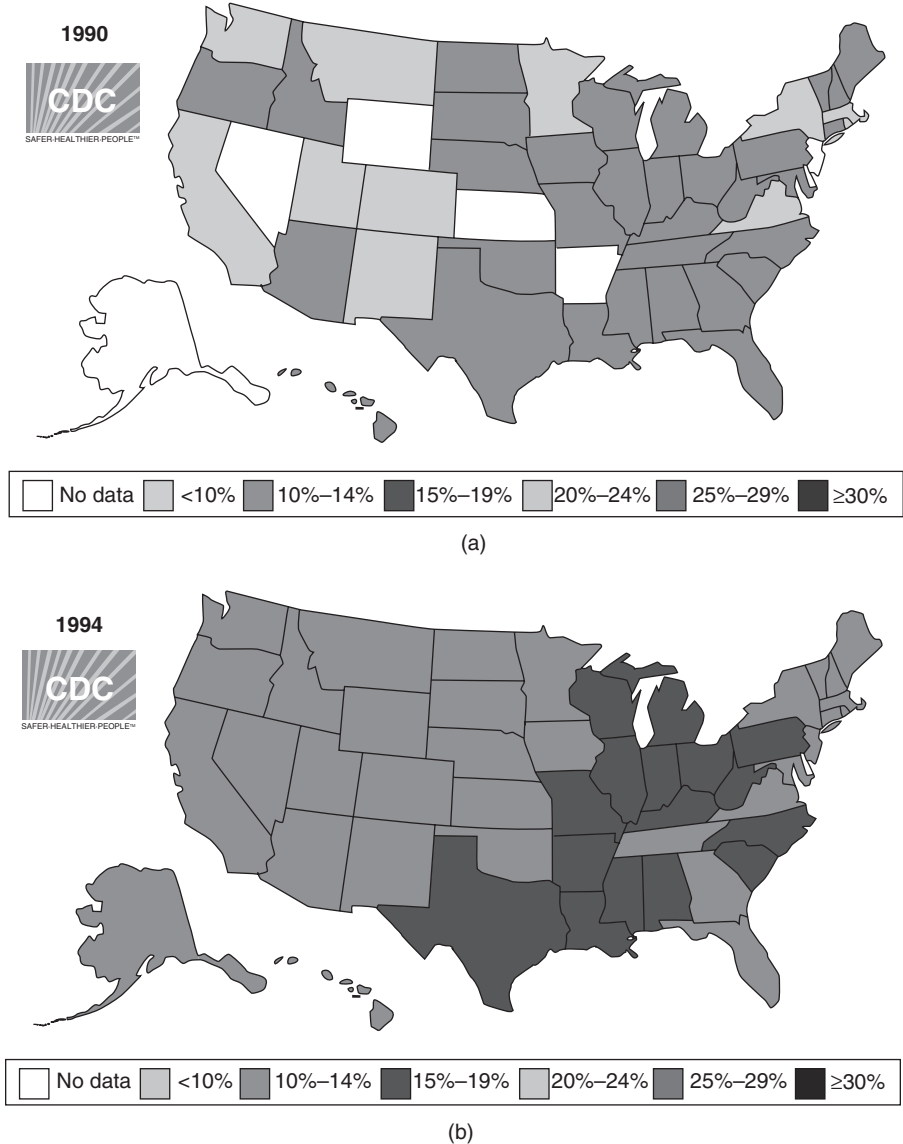 1990
CDC
SAFER·HEALTHIER·PEOPLE™
No data <10% 10%–14% 15%–19% 20%–24% 25%–29% ≥30%
(a)
1994
CDC
SAFER·HEALTHIER·PEOPLE™
No data <10% 10%–14% 15%–19% 20%–24% 25%–29% ≥30%
(b)